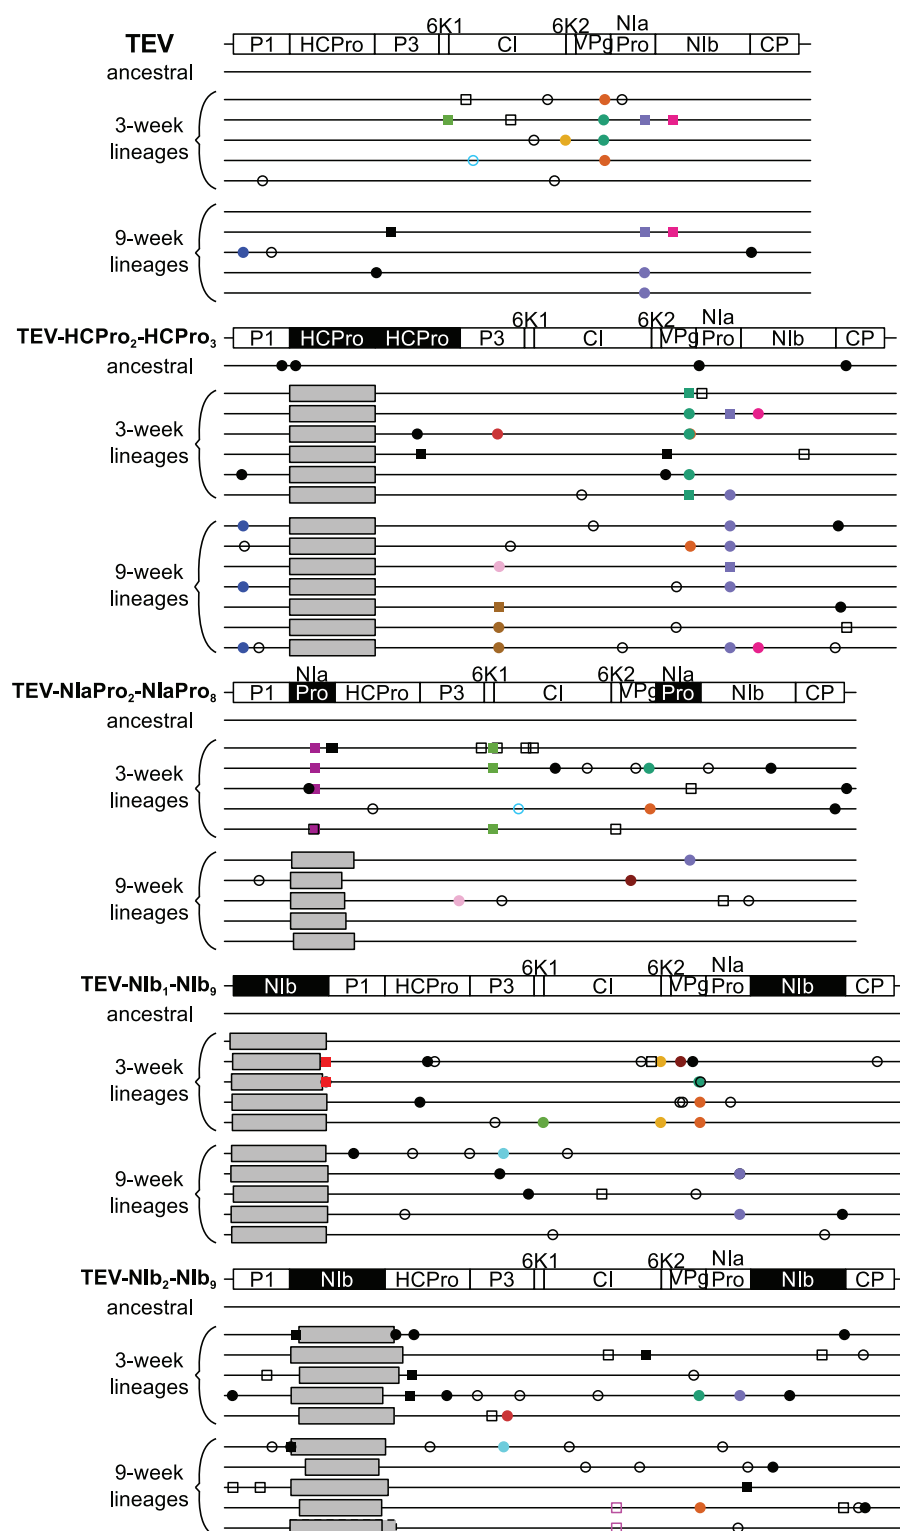 6K1 6K2 NIa
TEV P1 HCPro P3 CI VPg Pro NIb CP
ancestral
3-week
lineages
9-week
lineages
6K1 6K2 NIa
TEV-HCPro₂-HCPro₃ P1 HCPro HCPro P3 CI VPg Pro NIb CP
ancestral
3-week
lineages
9-week
lineages
NIa 6K1 6K2 NIa
TEV-NIaPro₂-NIaPro₈ P1 Pro HCPro P3 CI VPg Pro NIb CP
ancestral
3-week
lineages
9-week
lineages
6K1 6K2 NIa
TEV-NIb₁-NIb₉ NIb P1 HCPro P3 CI VPg Pro NIb CP
ancestral
3-week
lineages
9-week
lineages
6K1 6K2 NIa
TEV-NIb₂-NIb₉ P1 NIb HCPro P3 CI VPg Pro NIb CP
ancestral
3-week
lineages
9-week
lineages